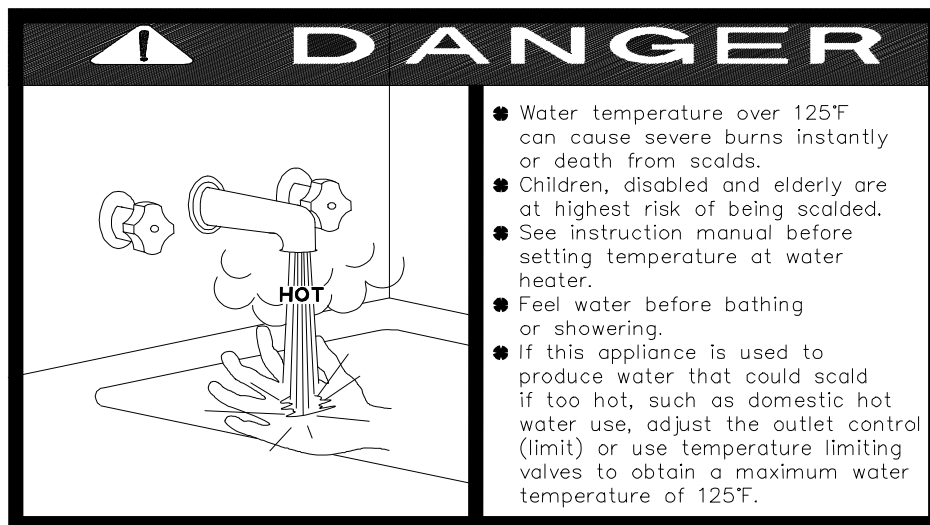 ! DANGER
HOT
Water temperature over 125°F
can cause severe burns instantly
or death from scalds.
Children, disabled and elderly are
at highest risk of being scalded.
See instruction manual before
setting temperature at water
heater.
Feel water before bathing
or showering.
If this appliance is used to
produce water that could scald
if too hot, such as domestic hot
water use, adjust the outlet control
(limit) or use temperature limiting
valves to obtain a maximum water
temperature of 125°F.